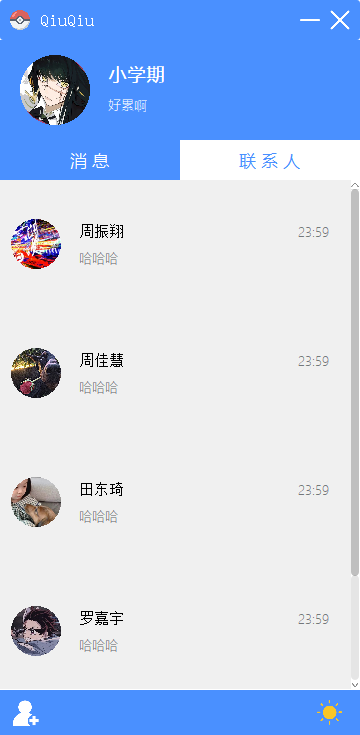 QiuQiu
小学期
好累啊
消 息
联 系 人
周振翔 23:59
哈哈哈
周佳慧 23:59
哈哈哈
田东琦 23:59
哈哈哈
罗嘉宇 23:59
哈哈哈